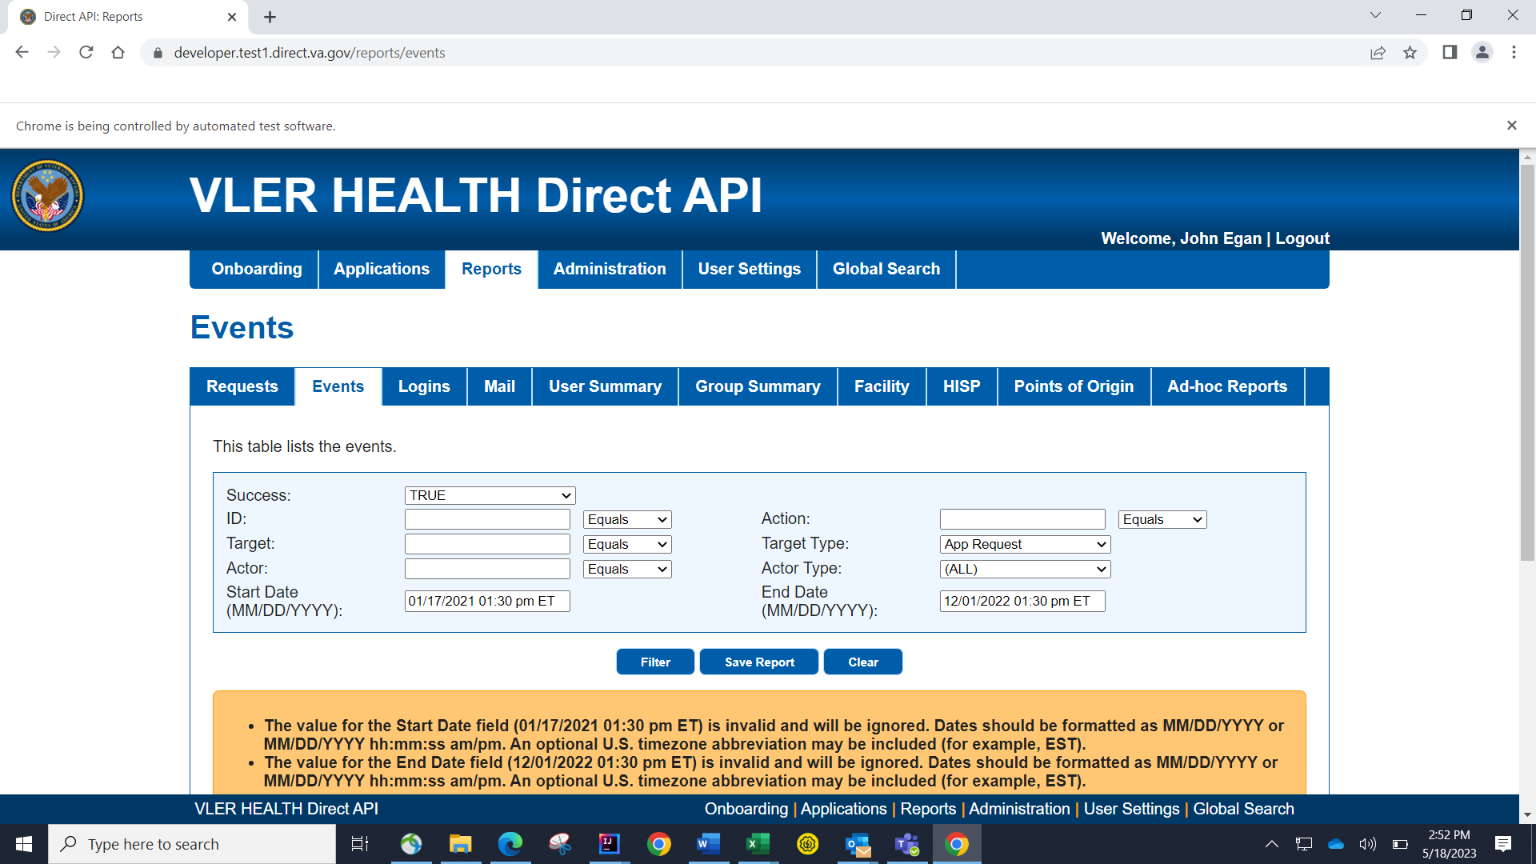 Direct API: Reports
developer.test1.direct.va.gov/reports/events
Chrome is being controlled by automated test software.
VLER HEALTH Direct API
Welcome, John Egan | Logout
Onboarding Applications Reports Administration User Settings Global Search
Events
Requests Events Logins Mail User Summary Group Summary Facility HISP Points of Origin Ad-hoc Reports
This table lists the events.
Success: TRUE
ID: Equals Action: Equals
Target: Equals Target Type: App Request
Actor: Equals Actor Type: (ALL)
Start Date (MM/DD/YYYY): 01/17/2021 01:30 pm ET End Date (MM/DD/YYYY): 12/01/2022 01:30 pm ET
Filter Save Report Clear
• The value for the Start Date field (01/17/2021 01:30 pm ET) is invalid and will be ignored. Dates should be formatted as MM/DD/YYYY or
MM/DD/YYYY hh:mm:ss am/pm. An optional U.S. timezone abbreviation may be included (for example, EST).
• The value for the End Date field (12/01/2022 01:30 pm ET) is invalid and will be ignored. Dates should be formatted as MM/DD/YYYY or
MM/DD/YYYY hh:mm:ss am/pm. An optional U.S. timezone abbreviation may be included (for example, EST).
VLER HEALTH Direct API Onboarding | Applications | Reports | Administration | User Settings | Global Search
Type here to search
2:52 PM
5/18/2023